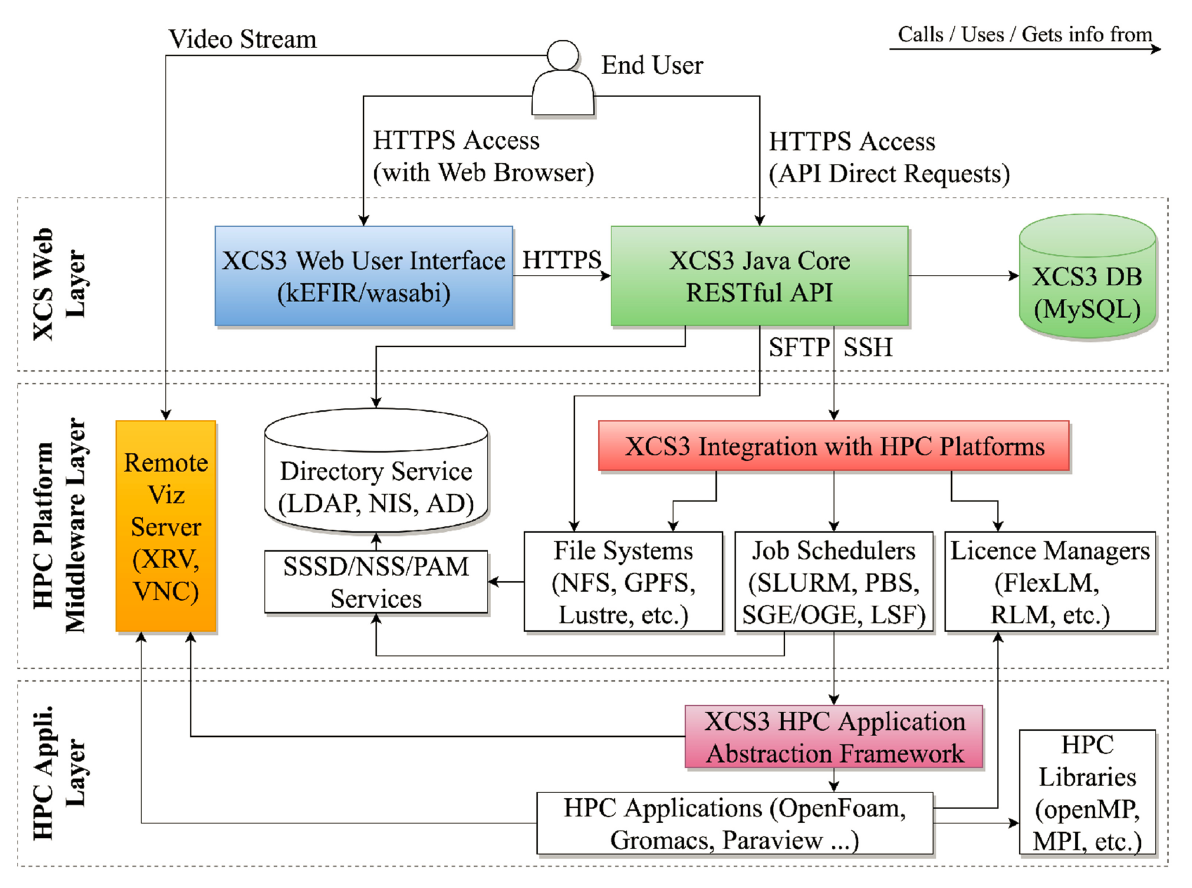 Video Stream
Calls / Uses / Gets info from
End User
HTTPS Access
(with Web Browser)
HTTPS Access
(API Direct Requests)
XCS Web
Layer
XCS3 Web User Interface
(kEFIR/wasabi)
HTTPS
XCS3 Java Core
RESTful API
XCS3 DB
(MySQL)
SFTP
SSH
HPC Platform
Middleware Layer
Remote
Viz
Server
(XRV,
VNC)
Directory Service
(LDAP, NIS, AD)
XCS3 Integration with HPC Platforms
SSSD/NSS/PAM
Services
File Systems
(NFS, GPFS,
Lustre, etc.)
Job Schedulers
(SLURM, PBS,
SGE/OGE, LSF)
Licence Managers
(FlexLM,
RLM, etc.)
HPC Appli.
Layer
XCS3 HPC Application
Abstraction Framework
HPC Applications (OpenFoam,
Gromacs, Paraview ...)
HPC
Libraries
(openMP,
MPI, etc.)